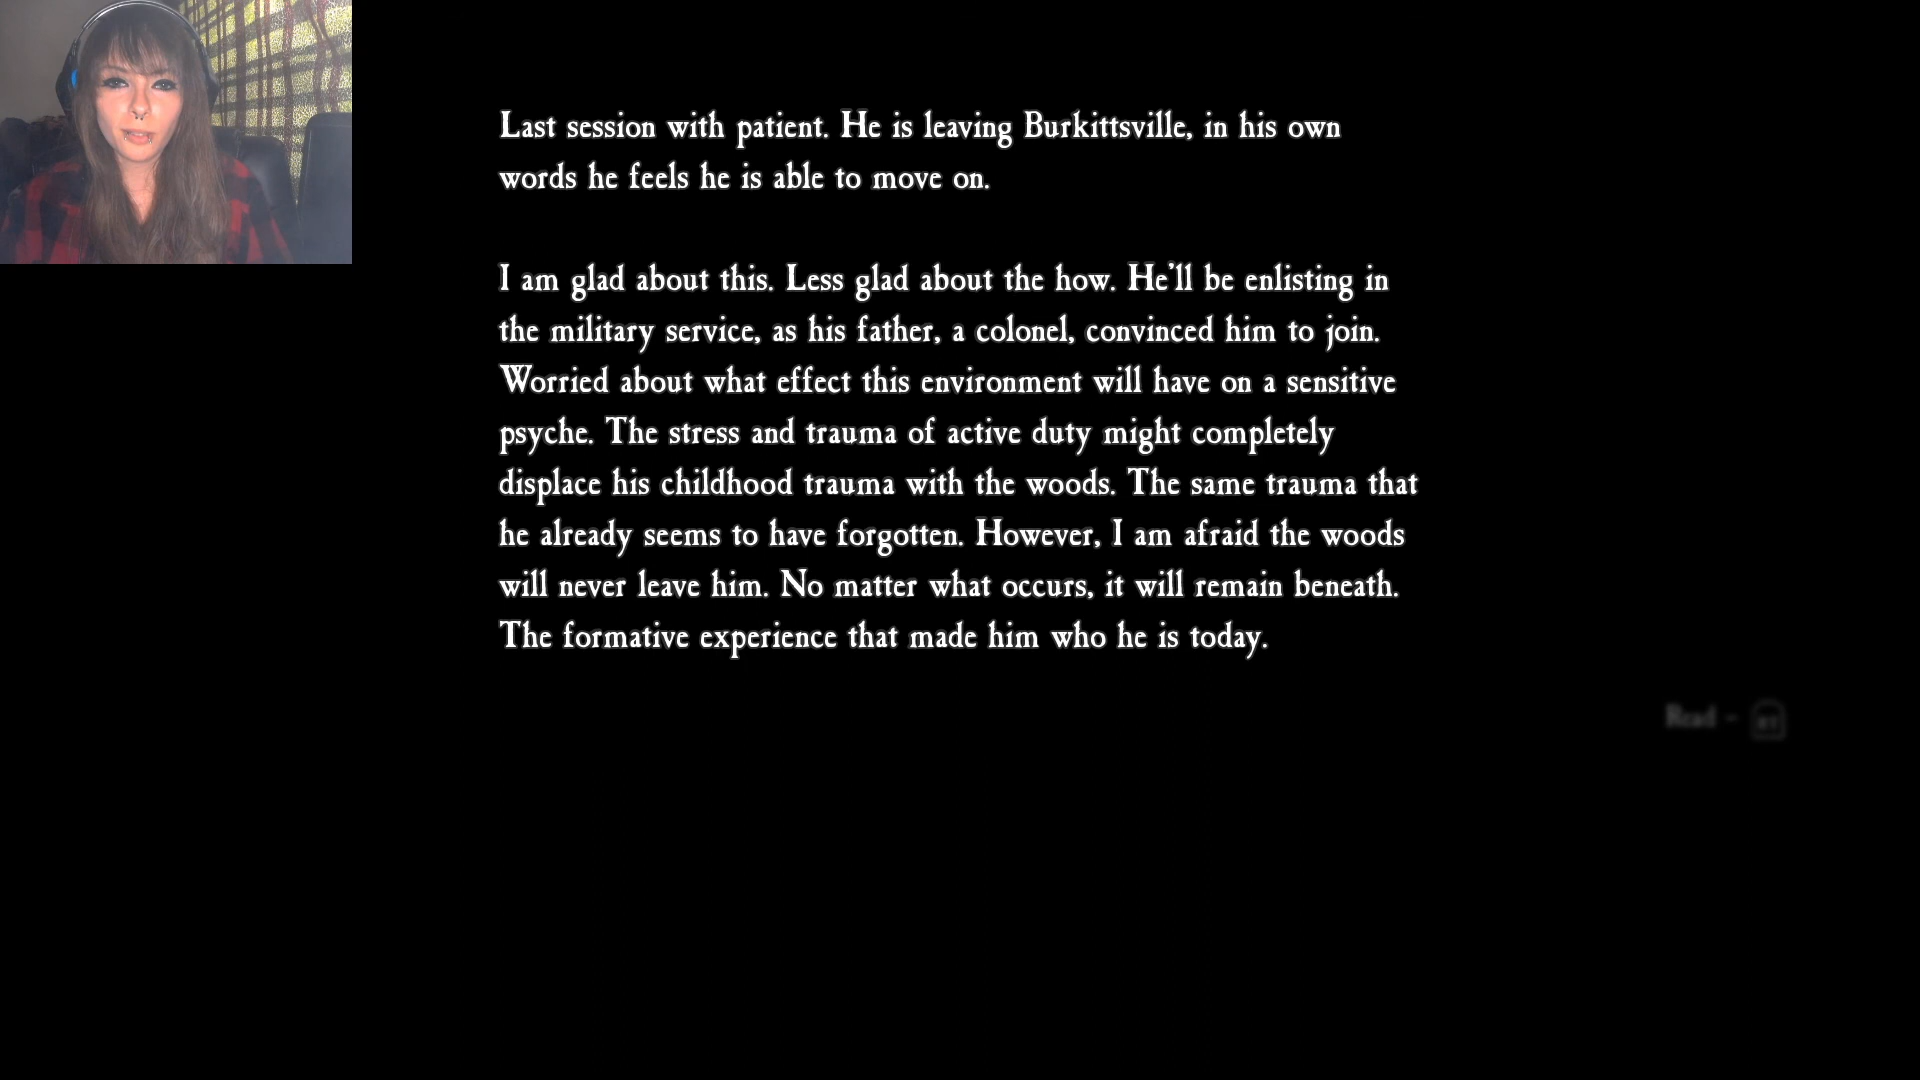 Last session with patient. He is leaving Burkittsville, in his own
words he feels he is able to move on.
I am glad about this. Less glad about the how. He'll be enlisting in
the military service, as his father, a colonel, convinced him to join.
Worried about what effect this environment will have on a sensitive
psyche. The stress and trauma of active duty might completely
displace his childhood trauma with the woods. The same trauma that
he already seems to have forgotten. However, I am afraid the woods
will never leave him. No matter what occurs, it will remain beneath.
The formative experience that made him who he is today.
Read -